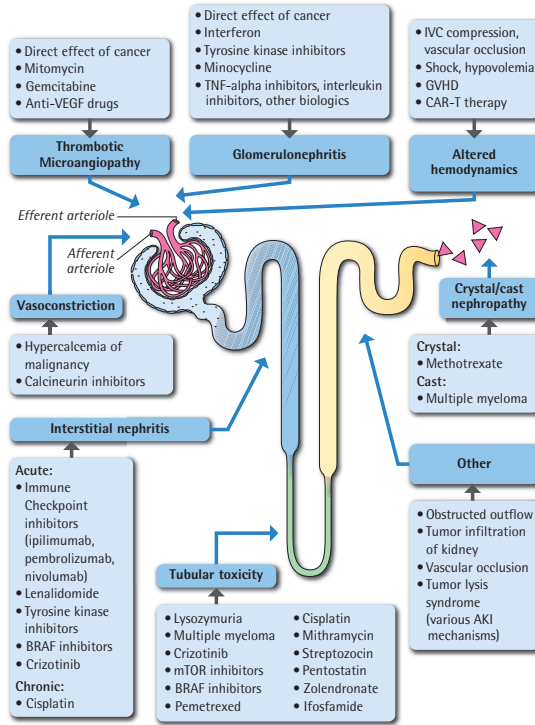 • Direct effect of cancer
• Mitomycin
• Gemcitabine
• Anti-VEGF drugs
Thrombotic
Microangiopathy
• Direct effect of cancer
• Interferon
• Tyrosine kinase inhibitors
• Minocycline
• TNF-alpha inhibitors, interleukin
inhibitors, other biologics
Glomerulonephritis
• IVC compression,
vascular occlusion
• Shock, hypovolemia
• GVHD
• CAR-T therapy
Altered
hemodynamics
Efferent arteriole
Afferent
arteriole
Vasoconstriction
• Hypercalcemia of
malignancy
• Calcineurin inhibitors
Crystal/cast
nephropathy
Crystal:
• Methotrexate
Cast:
• Multiple myeloma
Interstitial nephritis
Acute:
• Immune
Checkpoint
inhibitors
(ipilimumab,
pembrolizumab,
nivolumab)
• Lenalidomide
• Tyrosine kinase
inhibitors
• BRAF inhibitors
• Crizotinib
Chronic:
• Cisplatin
Tubular toxicity
• Lysozymuria
• Multiple myeloma
• Crizotinib
• mTOR inhibitors
• BRAF inhibitors
• Pemetrexed
• Cisplatin
• Mithramycin
• Streptozocin
• Pentostatin
• Zolendronate
• Ifosfamide
Other
• Obstructed outflow
• Tumor infiltration
of kidney
• Vascular occlusion
• Tumor lysis
syndrome
(various AKI
mechanisms)